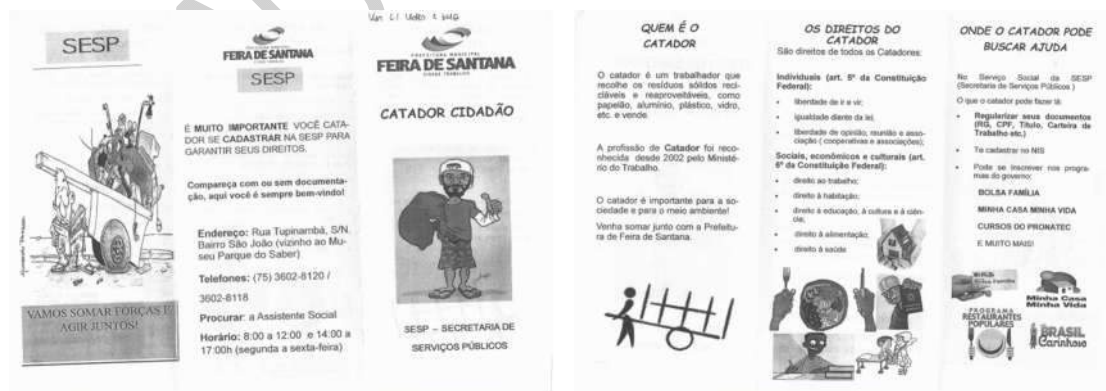 SESP
VAMOS SOMAR FORÇAS E
AGIR JUNTOS!
PREFEITURA MUNICIPAL
FEIRA DE SANTANA
SESP
É MUITO IMPORTANTE VOCÊ CATA-
DOR SE CADASTRAR NA SESP PARA
GARANTIR SEUS DIREITOS.
Compareça com ou sem documenta-
ção, aqui você é sempre bem-vindo!
Endereço: Rua Tupinambá, S/N.
Bairro São João (vizinho ao Mu-
seu Parque do Saber)
Telefones: (75) 3602-8120 /
3602-8118
Procurar: a Assistente Social
Horário: 8:00 a 12:00 e 14:00 a
17:00h (segunda a sexta-feira)
PREFEITURA MUNICIPAL
FEIRA DE SANTANA
CIDADE TRABALHO
CATADOR CIDADÃO
SESP – SECRETARIA DE
SERVIÇOS PÚBLICOS
QUEM É O
CATADOR
O catador é um trabalhador que
recolhe os resíduos sólidos reci-
cláveis e reaproveitáveis, como
papelão, alumínio, plástico, vidro,
etc. e vende.
A profissão de Catador foi reco-
nhecida desde 2002 pelo Ministé-
rio do Trabalho.
O catador é importante para a so-
ciedade e para o meio ambiente!
Venha somar junto com a Prefeitu-
ra de Feira de Santana.
OS DIREITOS DO
CATADOR
São direitos de todos os Catadores:
Individuais (art. 5º da Constituição
Federal):
• liberdade de ir e vir;
• igualdade diante da lei;
• liberdade de opinião, reunião e asso-
ciação ( cooperativas e associações);
Sociais, econômicos e culturais (art.
6º da Constituição Federal):
• direito ao trabalho;
• direito à habitação;
• direito à educação, à cultura e à ciên-
cia;
• direito à alimentação;
• direito à saúde
ONDE O CATADOR PODE
BUSCAR AJUDA
No Serviço Social da SESP
(Secretaria de Serviços Públicos )
O que o catador pode fazer lá:
• Regularizar seus documentos
(RG, CPF, Título, Carteira de
Trabalho etc.)
• Te cadastrar no NIS
• Pode se inscrever nos progra-
mas do governo:
BOLSA FAMÍLIA
MINHA CASA MINHA VIDA
CURSOS DO PRONATEC
E MUITO MAIS!
Minha Casa
Minha Vida
PROGRAMA
RESTAURANTES
POPULARES
BRASIL
Carinhoso